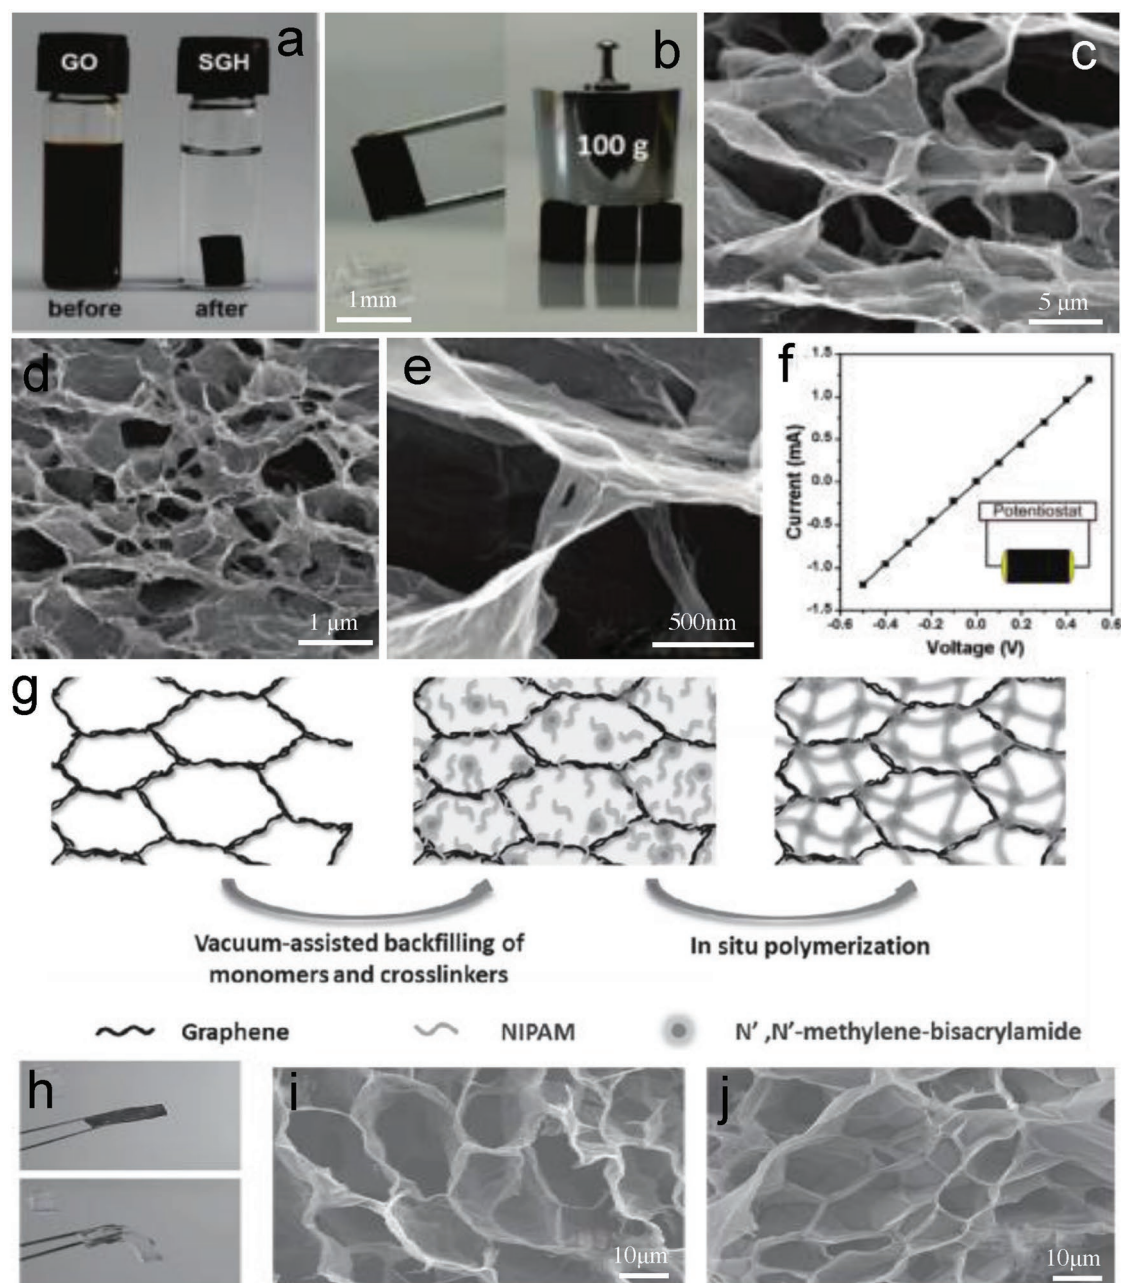 a
GO
SGH
before
after
b
100 g
1mm
c
5 μm
d
1 μm
e
500nm
f
1.5
1.0
0.5
0.0
-0.5
-1.0
-1.5
Current (mA)
Potentiostat
-0.6 -0.4 -0.2 0.0 0.2 0.4 0.6
Voltage (V)
g
Vacuum-assisted backfilling of
monomers and crosslinkers
In situ polymerization
Graphene
NIPAM
N' ,N'-methylene-bisacrylamide
h
i
10μm
j
10μm